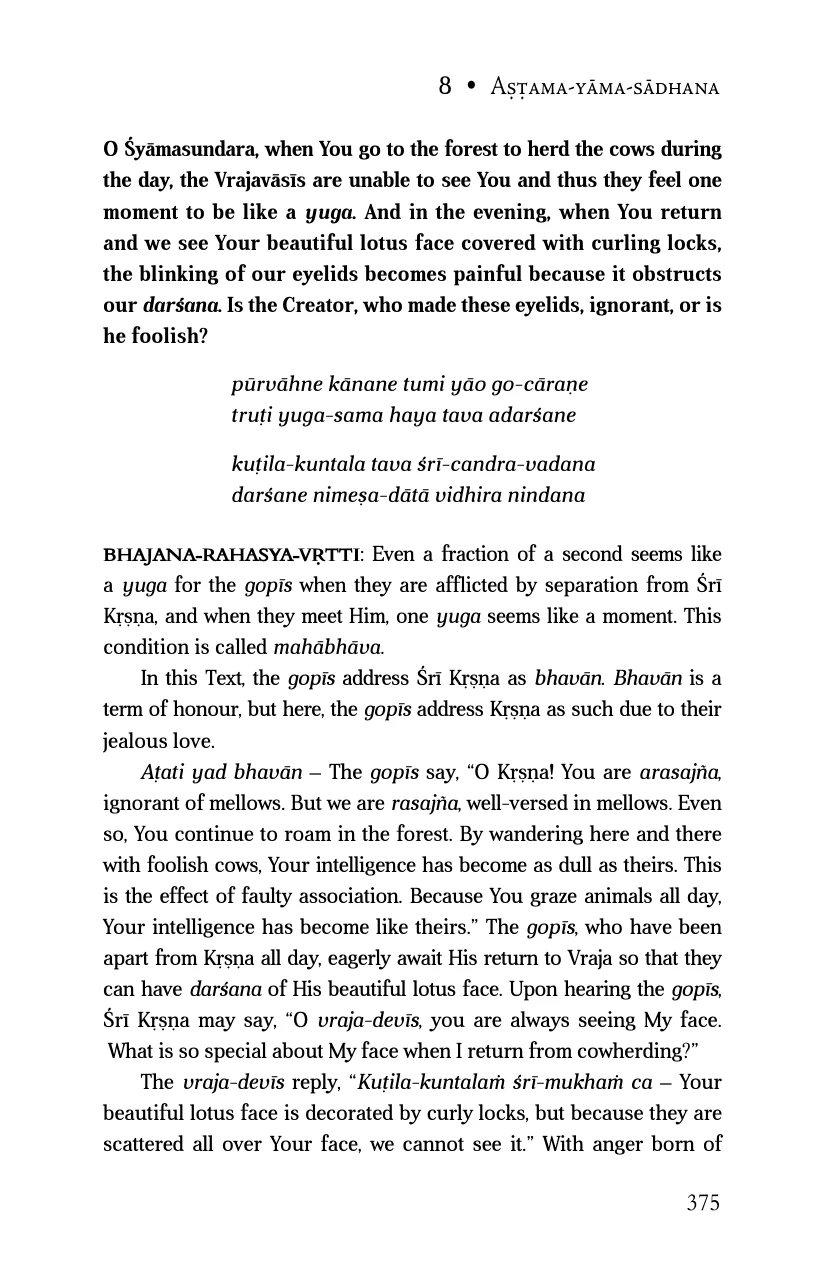 8 • Aṣṭama-yāma-sādhana
O Śyāmasundara, when You go to the forest to herd the cows during
the day, the Vrajavāsīs are unable to see You and thus they feel one
moment to be like a yuga. And in the evening, when You return
and we see Your beautiful lotus face covered with curling locks,
the blinking of our eyelids becomes painful because it obstructs
our darśana. Is the Creator, who made these eyelids, ignorant, or is
he foolish?
pūrvāhne kānane tumi yāo go-cāraṇe
truṭi yuga-sama haya tava adarśane
kuṭila-kuntala tava śrī-candra-vadana
darśane nimeṣa-dātā vidhira nindana
BHAJANA-RAHASYA-VṚTTI: Even a fraction of a second seems like
a yuga for the gopīs when they are afflicted by separation from Śrī
Kṛṣṇa, and when they meet Him, one yuga seems like a moment. This
condition is called mahābhāva.
In this Text, the gopīs address Śrī Kṛṣṇa as bhavān. Bhavān is a
term of honour, but here, the gopīs address Kṛṣṇa as such due to their
jealous love.
Aṭati yad bhavān – The gopīs say, “O Kṛṣṇa! You are arasajña,
ignorant of mellows. But we are rasajña, well-versed in mellows. Even
so, You continue to roam in the forest. By wandering here and there
with foolish cows, Your intelligence has become as dull as theirs. This
is the effect of faulty association. Because You graze animals all day,
Your intelligence has become like theirs.” The gopīs, who have been
apart from Kṛṣṇa all day, eagerly await His return to Vraja so that they
can have darśana of His beautiful lotus face. Upon hearing the gopīs,
Śrī Kṛṣṇa may say, “O vraja-devīs, you are always seeing My face.
What is so special about My face when I return from cowherding?”
The vraja-devīs reply, “Kuṭila-kuntalaṁ śrī-mukhaṁ ca – Your
beautiful lotus face is decorated by curly locks, but because they are
scattered all over Your face, we cannot see it.” With anger born of
375